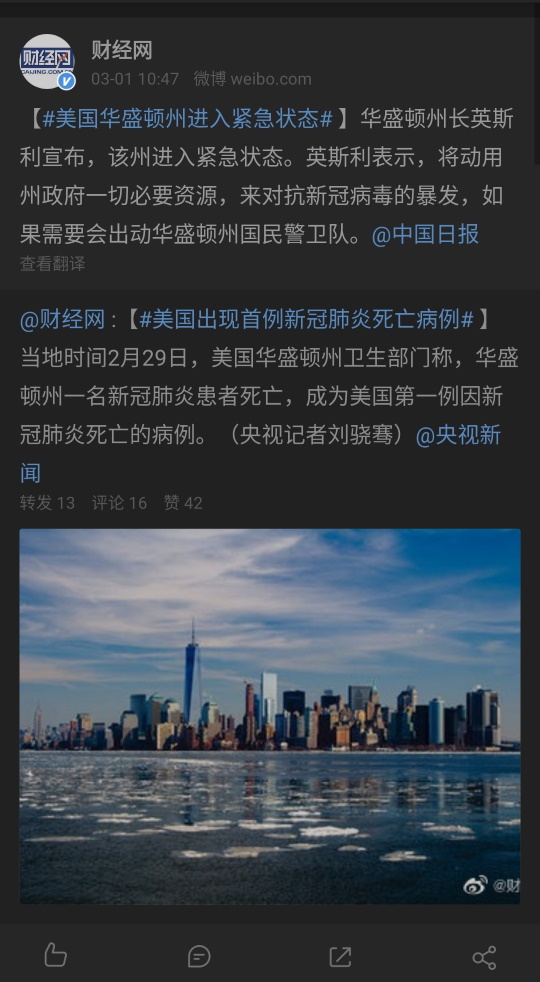 财经网
CAIJING.COM
财经网
03-01 10:47 微博 weibo.com
【#美国华盛顿州进入紧急状态# 】华盛顿州长英斯
利宣布，该州进入紧急状态。英斯利表示，将动用
州政府一切必要资源，来对抗新冠病毒的暴发，如
果需要会出动华盛顿州国民警卫队。@中国日报
查看翻译
@财经网 :【#美国出现首例新冠肺炎死亡病例# 】
当地时间2月29日，美国华盛顿州卫生部门称，华盛
顿州一名新冠肺炎患者死亡，成为美国第一例因新
冠肺炎死亡的病例。（央视记者刘骁骞）@央视新
闻
转发 13 评论 16 赞 42
@财